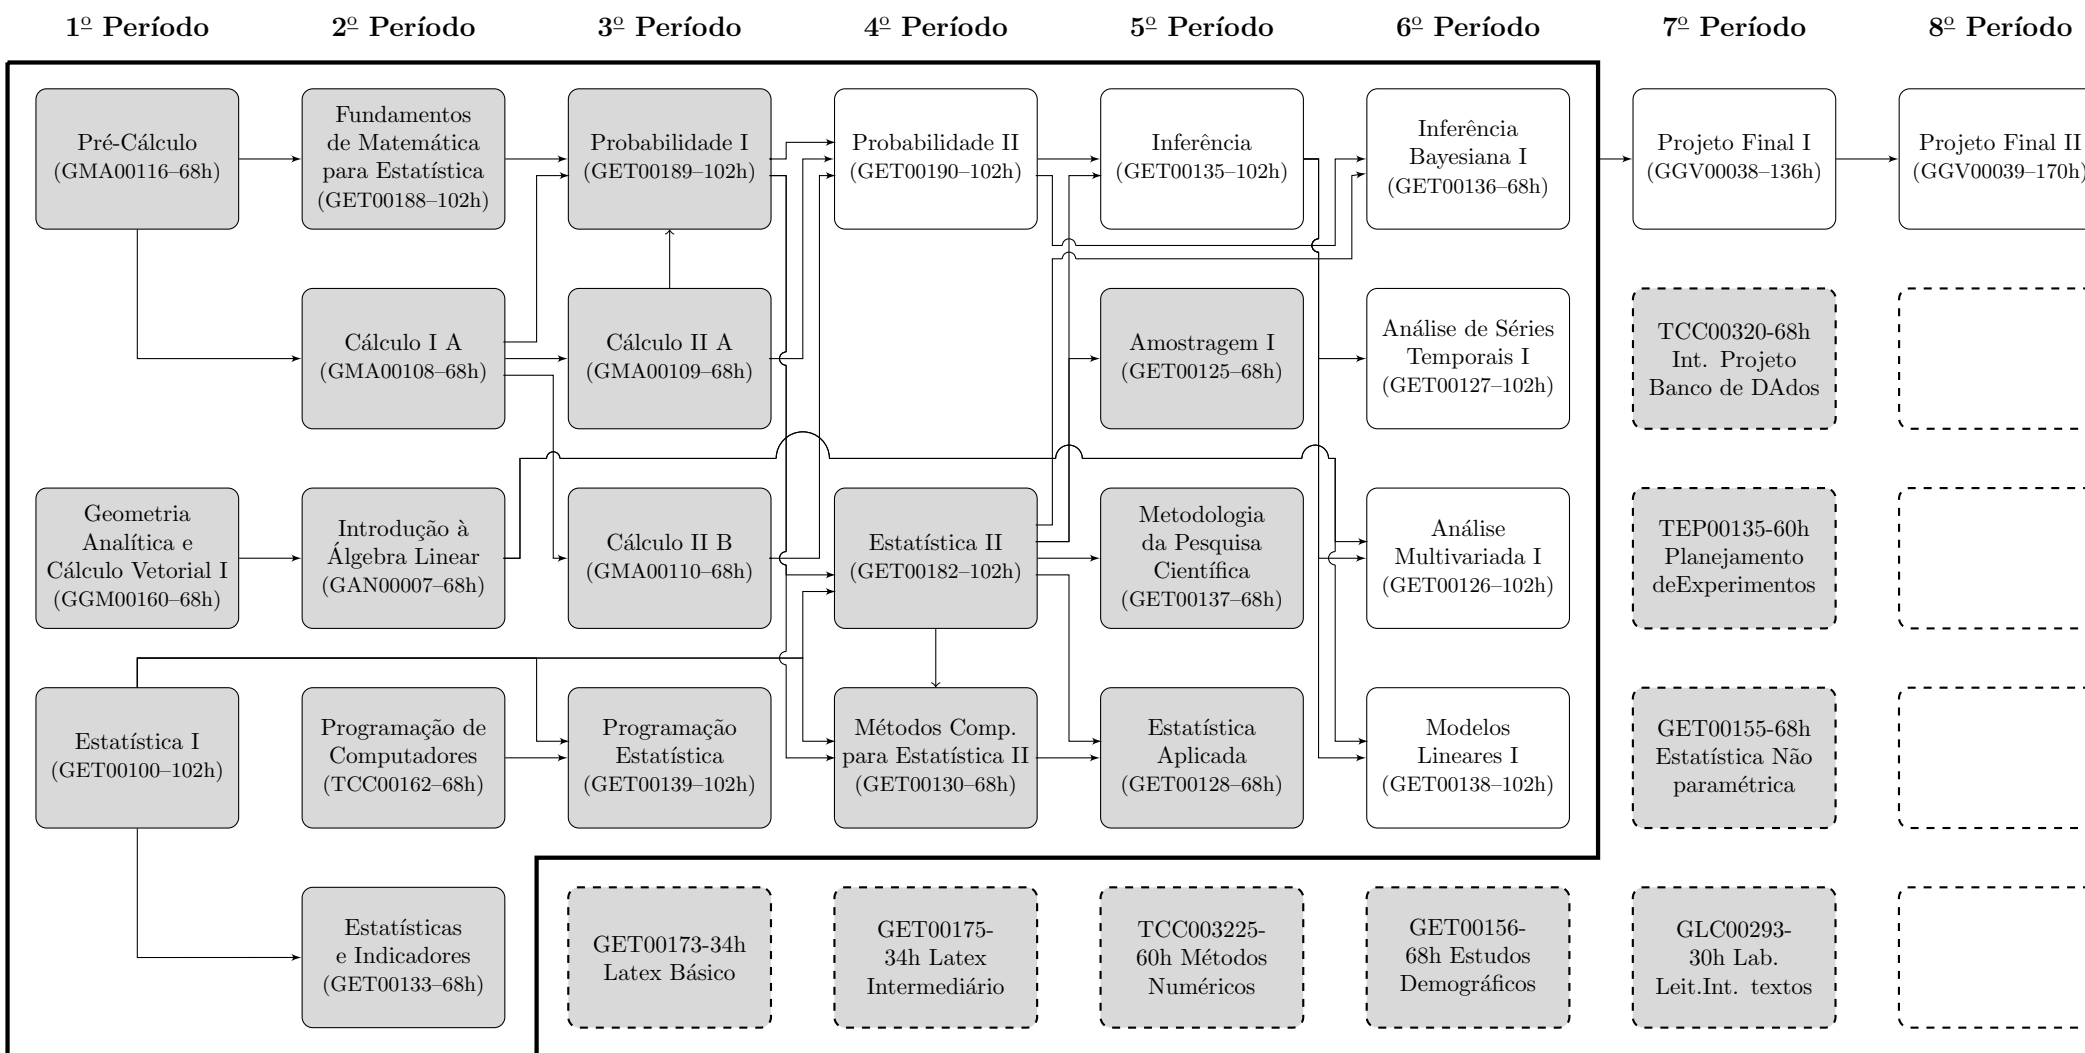 1º Período
2º Período
3º Período
4º Período
5º Período
6º Período
7º Período
8º Período
Pré-Cálculo
(GMA00116–68h)
Fundamentos
de Matemática
para Estatística
(GET00188–102h)
Probabilidade I
(GET00189–102h)
Probabilidade II
(GET00190–102h)
Inferência
(GET00135–102h)
Inferência
Bayesiana I
(GET00136–68h)
Projeto Final I
(GGV00038–136h)
Projeto Final II
(GGV00039–170h)
Cálculo I A
(GMA00108–68h)
Cálculo II A
(GMA00109–68h)
Amostragem I
(GET00125–68h)
Análise de Séries
Temporais I
(GET00127–102h)
TCC00320-68h
Int. Projeto
Banco de DAdos
Geometria
Analítica e
Cálculo Vetorial I
(GGM00160–68h)
Introdução à
Álgebra Linear
(GAN00007–68h)
Cálculo II B
(GMA00110–68h)
Estatística II
(GET00182–102h)
Metodologia
da Pesquisa
Científica
(GET00137–68h)
Análise
Multivariada I
(GET00126–102h)
TEP00135-60h
Planejamento
deExperimentos
Estatística I
(GET00100–102h)
Programação de
Computadores
(TCC00162–68h)
Programação
Estatística
(GET00139–102h)
Métodos Comp.
para Estatística II
(GET00130–68h)
Estatística
Aplicada
(GET00128–68h)
Modelos
Lineares I
(GET00138–102h)
GET00155-68h
Estatística Não
paramétrica
Estatísticas
e Indicadores
(GET00133–68h)
GET00173-34h
Latex Básico
GET00175-
34h Latex
Intermediário
TCC003225-
60h Métodos
Numéricos
GET00156-
68h Estudos
Demográficos
GLC00293-
30h Lab.
Leit.Int. textos